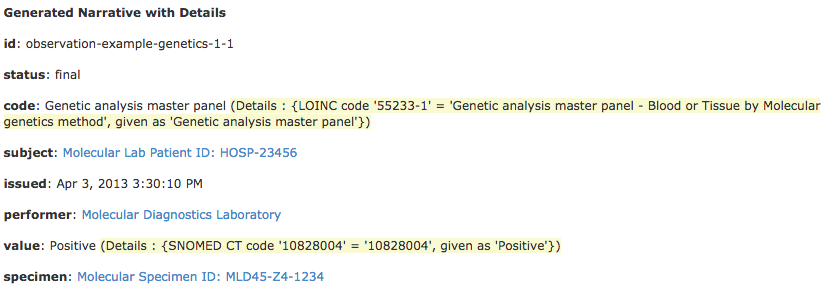 Generated Narrative with Details
id: observation-example-genetics-1-1
status: final
code: Genetic analysis master panel (Details : {LOINC code '55233-1' = 'Genetic analysis master panel - Blood or Tissue by Molecular
genetics method', given as 'Genetic analysis master panel'})
subject: Molecular Lab Patient ID: HOSP-23456
issued: Apr 3, 2013 3:30:10 PM
performer: Molecular Diagnostics Laboratory
value: Positive (Details : {SNOMED CT code '10828004' = '10828004', given as 'Positive'})
specimen: Molecular Specimen ID: MLD45-Z4-1234